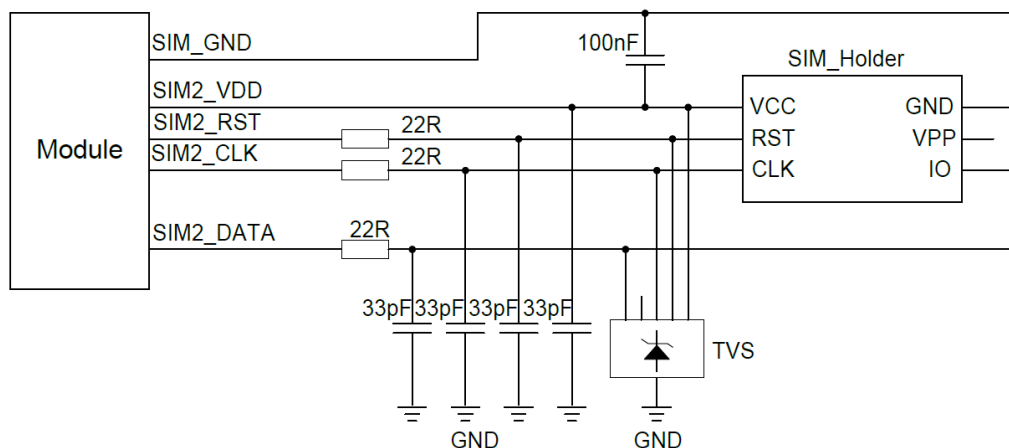 SIM_GND
100nF
SIM_Holder
SIM2_VDD
VCC
GND
SIM2_RST
22R
RST
VPP
Module
SIM2_CLK
22R
CLK
IO
SIM2_DATA
22R
33pF 33pF 33pF 33pF
TVS
GND
GND